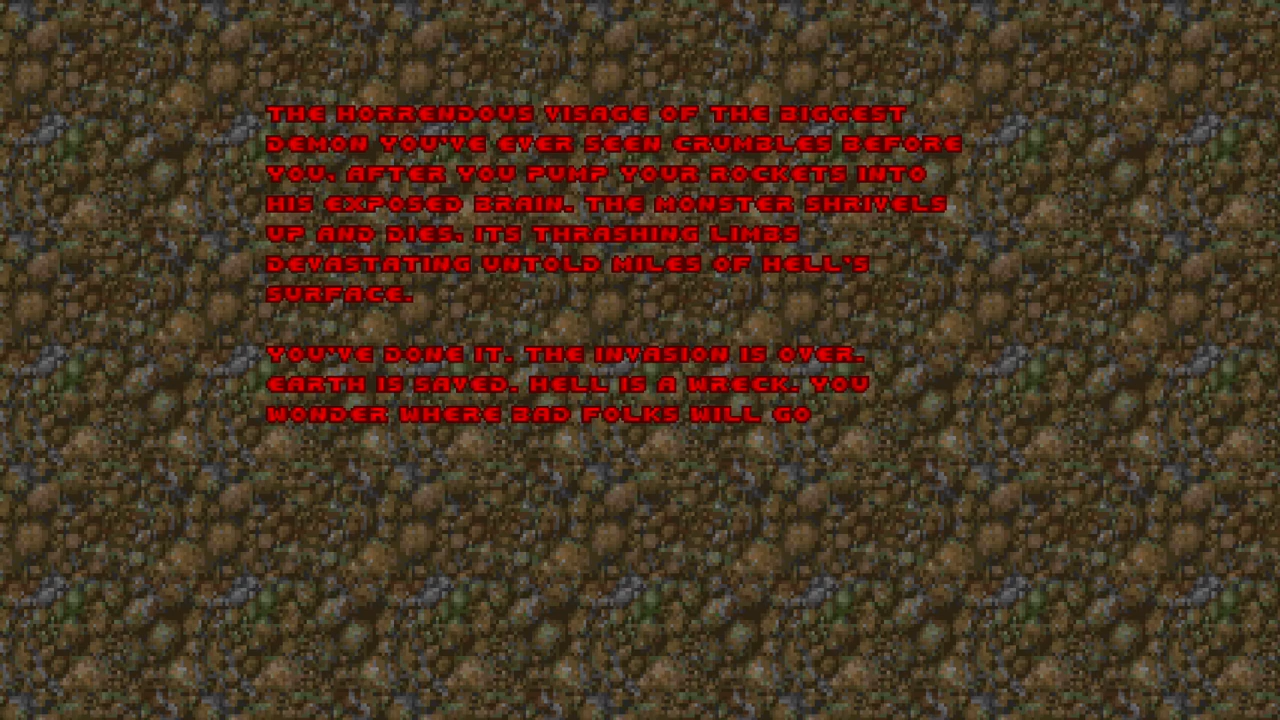 THE HORRENDOUS VISAGE OF THE BIGGEST
DEMON YOU'VE EVER SEEN CRUMBLES BEFORE
YOU, AFTER YOU PUMP YOUR ROCKETS INTO
HIS EXPOSED BRAIN. THE MONSTER SHRIVELS
UP AND DIES, ITS THRASHING LIMBS
DEVASTATING UNTOLD MILES OF HELL'S
SURFACE.
YOU'VE DONE IT. THE INVASION IS OVER.
EARTH IS SAVED. HELL IS A WRECK. YOU
WONDER WHERE BAD FOLKS WILL GO